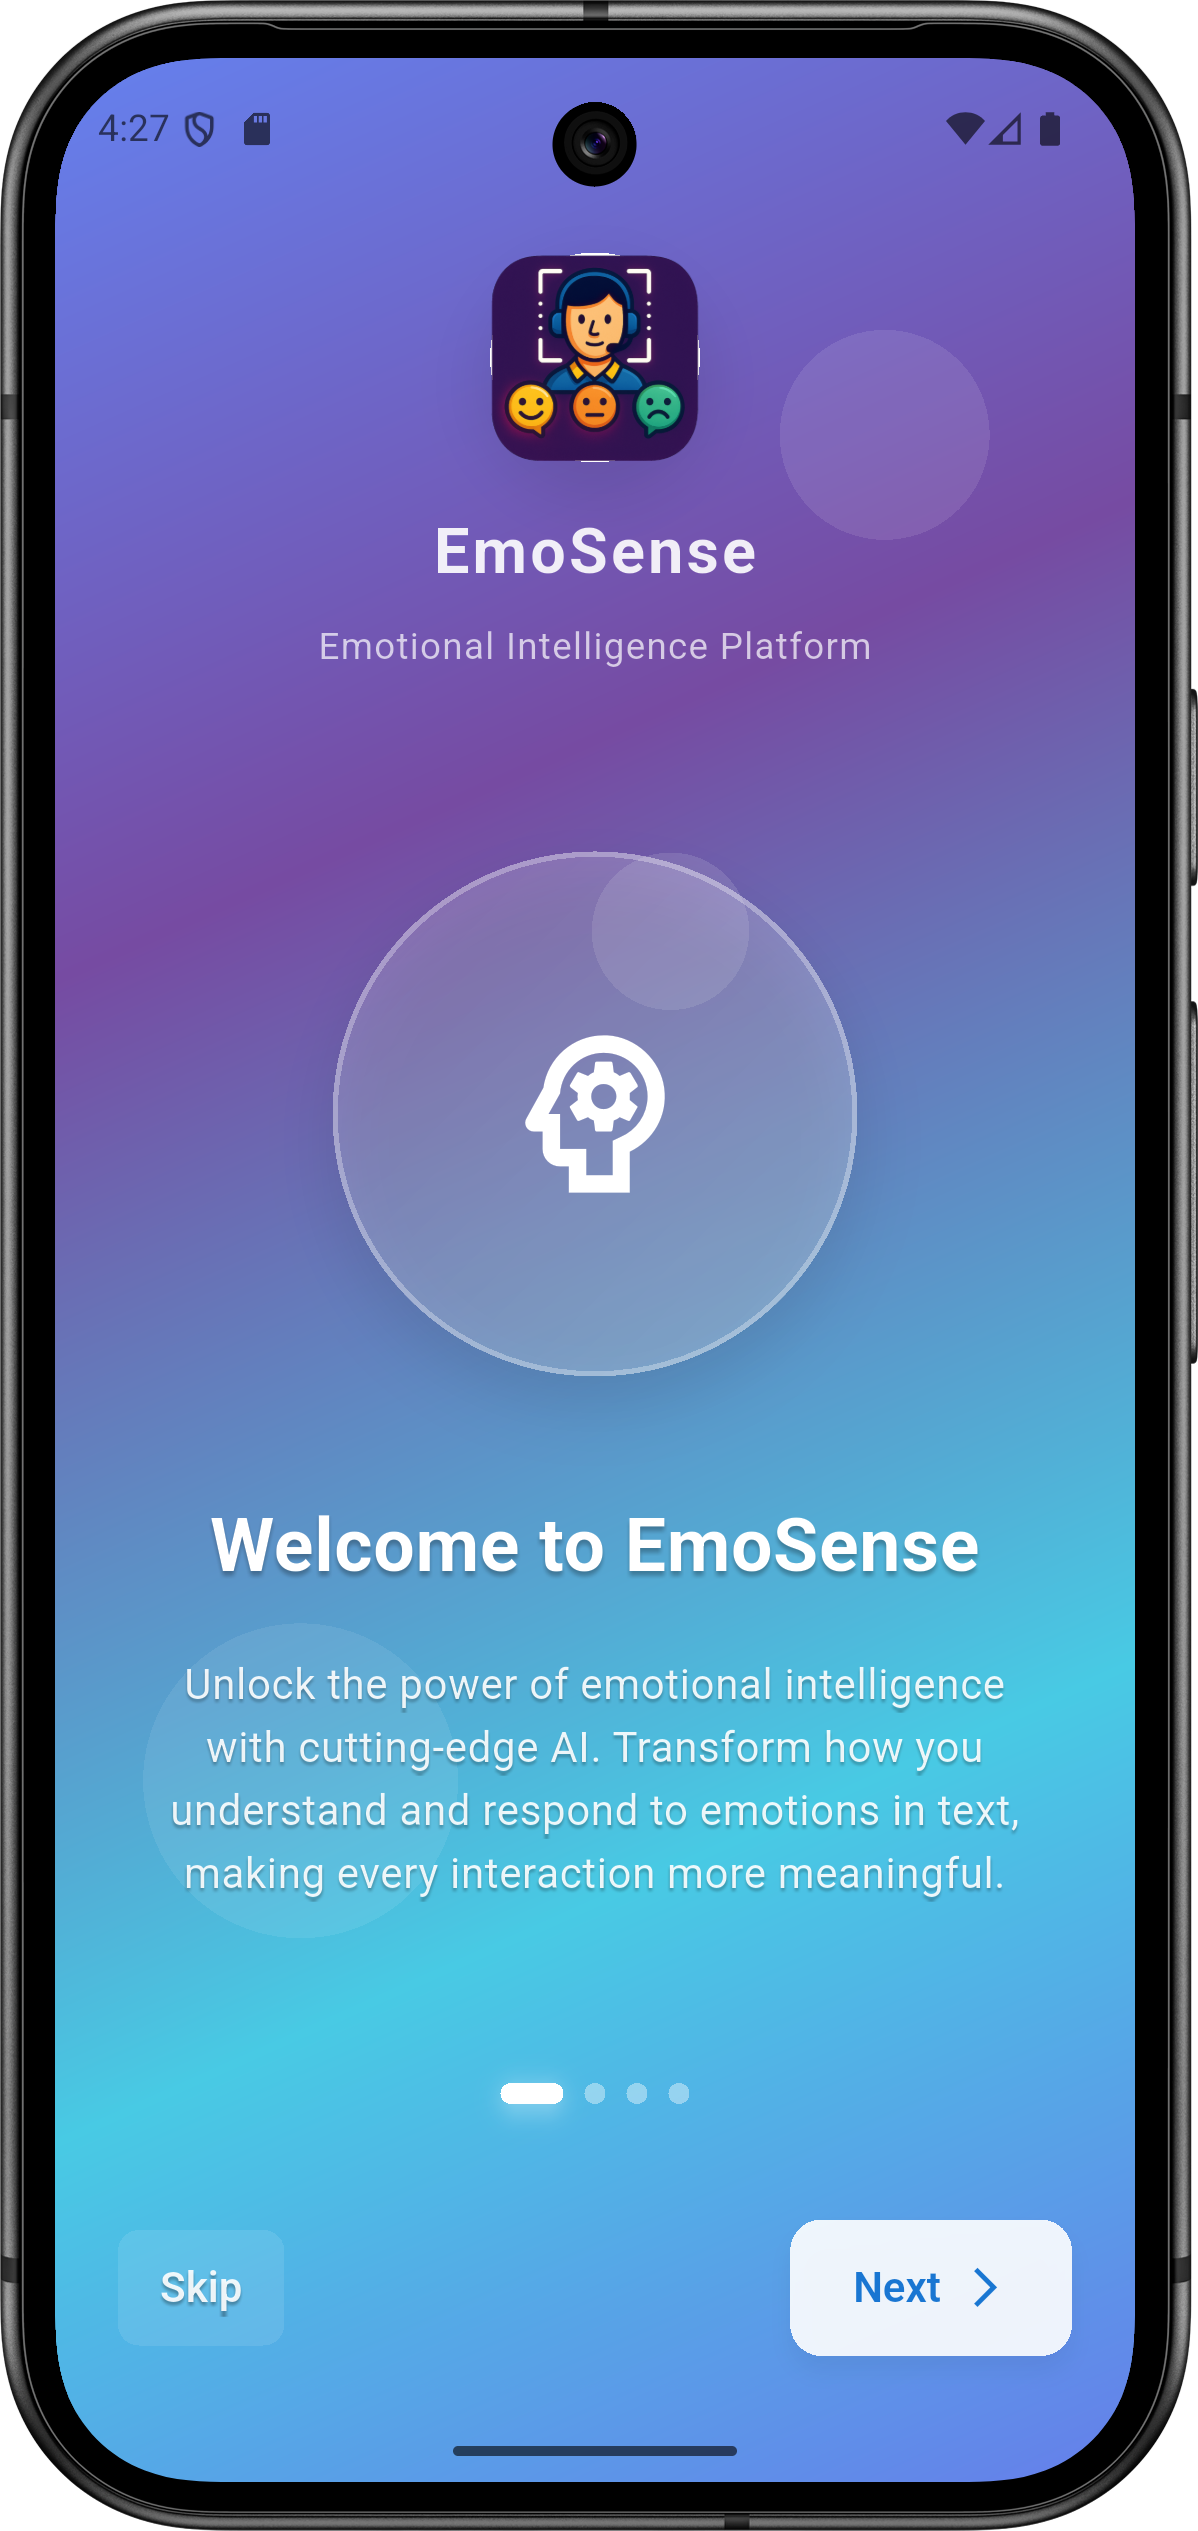 4:27
EmoSense
Emotional Intelligence Platform
Welcome to EmoSense
Unlock the power of emotional intelligence
with cutting-edge AI. Transform how you
understand and respond to emotions in text,
making every interaction more meaningful.
Skip
Next